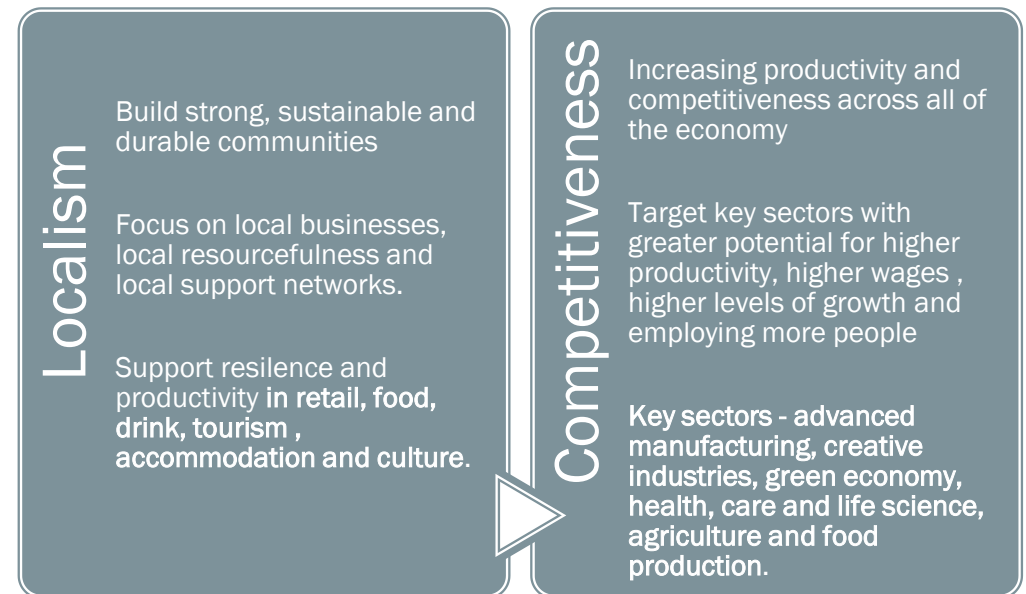 Localism
Build strong, sustainable and
durable communities
Focus on local businesses,
local resourcefulness and
local support networks.
Support resilence and
productivity in retail, food,
drink, tourism ,
accommodation and culture.
Competitiveness
Increasing productivity and
competitiveness across all of
the economy
Target key sectors with
greater potential for higher
productivity, higher wages ,
higher levels of growth and
employing more people
Key sectors - advanced
manufacturing, creative
industries, green economy,
health, care and life science,
agriculture and food
production.